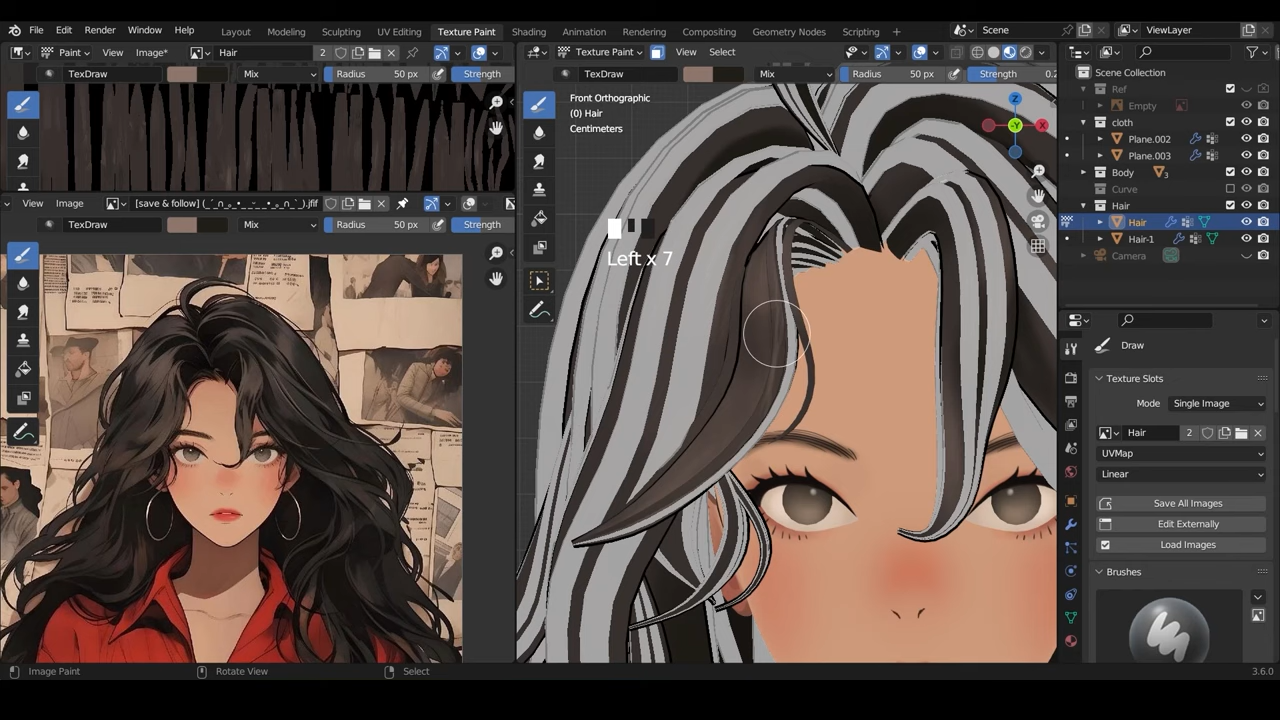 File Edit Render Window Help Layout Modeling Sculpting UV Editing Texture Paint Shading Animation Rendering Compositing Geometry Nodes Scripting + Scene ViewLayer
Paint View Image* Hair 2
TexDraw Mix Radius 50 px Strength
View Image [save & follow]
TexDraw Mix Strength
Texture Paint View Select
TexDraw Mix Radius 50 px Strength 0.2
Front Orthographic
(0) Hair
Centimeters
Z
-Y
X
Left x 7
Scene Collection
Ref
Empty
cloth
Plane.002
Plane.003
Body 3
Curve
Hair
Hair
Hair-1
Camera
Draw
Texture Slots
Mode Single Image
Hair 2
UVMap
Linear
Save All Images
Edit Externally
Load Images
Brushes
Image Paint Rotate View Select 3.6.0